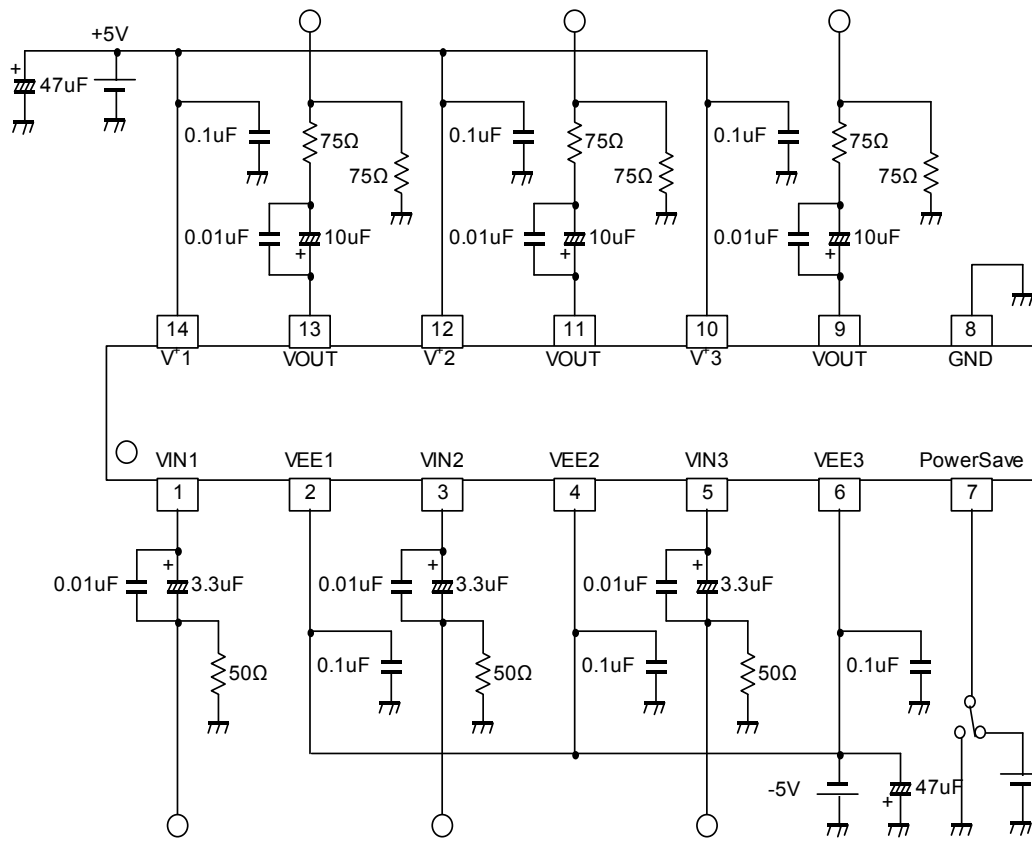 +5V
+
47uF
0.1uF
75Ω
75Ω
0.1uF
75Ω
75Ω
0.1uF
75Ω
75Ω
0.01uF
10uF
+
0.01uF
10uF
+
0.01uF
10uF
+
14
13
12
11
10
9
8
V+1
VOUT
V+2
VOUT
V+3
VOUT
GND
VIN1
VEE1
VIN2
VEE2
VIN3
VEE3
PowerSave
1
2
3
4
5
6
7
+
0.01uF
3.3uF
+
0.01uF
3.3uF
+
0.01uF
3.3uF
50Ω
0.1uF
50Ω
0.1uF
50Ω
0.1uF
-5V
47uF
+